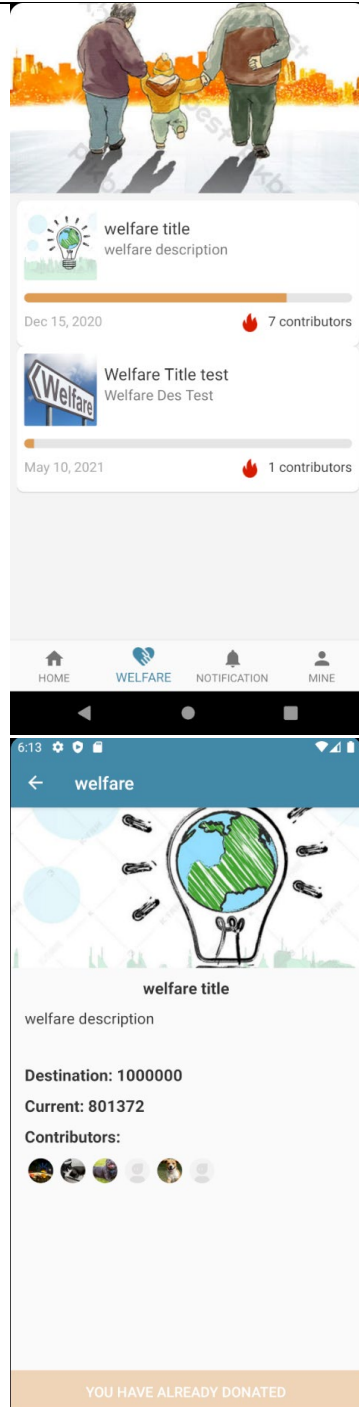 welfare title
welfare description
Dec 15, 2020
7 contributors
Welfare
Welfare Title test
Welfare Des Test
May 10, 2021
1 contributors
HOME
WELFARE
NOTIFICATION
MINE
6:13
welfare
welfare title
welfare description
Destination: 1000000
Current: 801372
Contributors:
YOU HAVE ALREADY DONATED